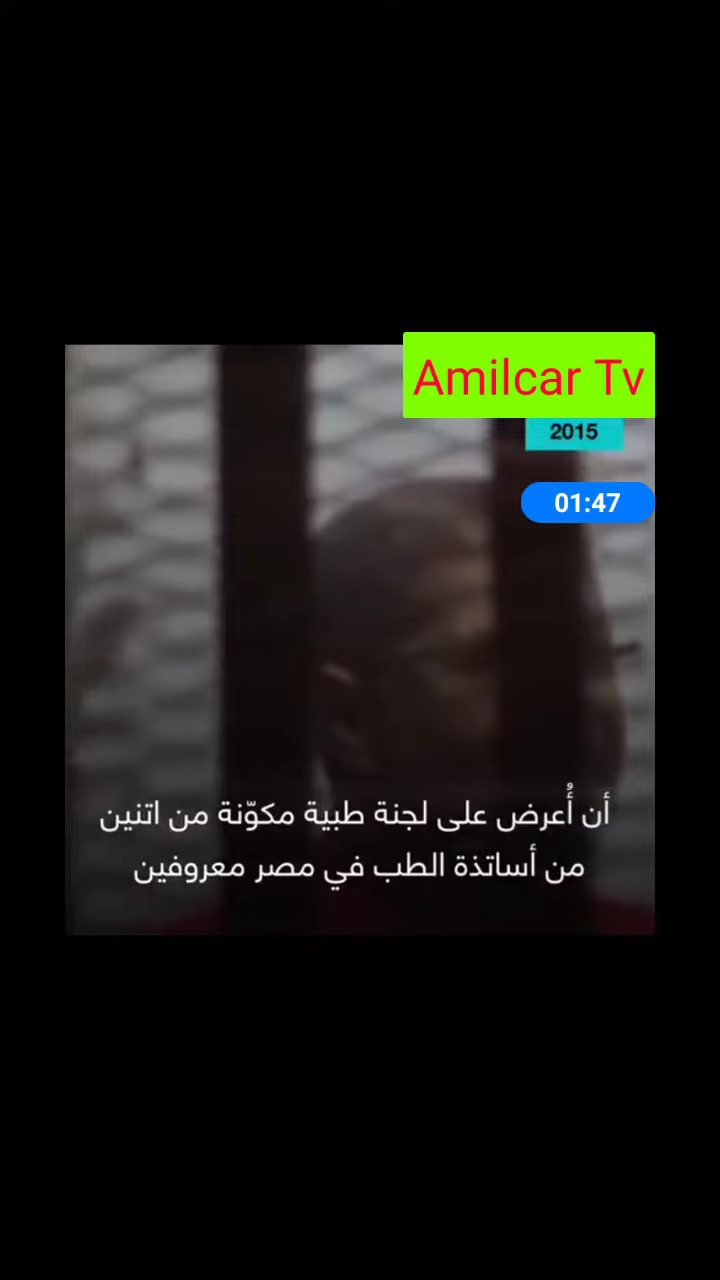 Amilcar Tv
2015
01:47
أن أُعرض على لجنة طبية مكوّنة من اتنين
من أساتذة الطب في مصر معروفين